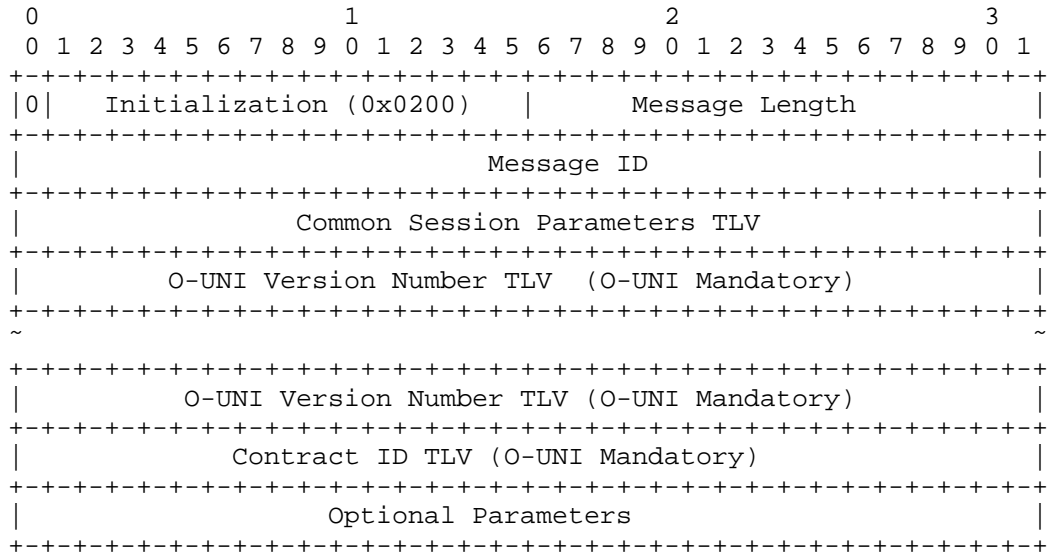 0                   1                   2                   3
 0 1 2 3 4 5 6 7 8 9 0 1 2 3 4 5 6 7 8 9 0 1 2 3 4 5 6 7 8 9 0 1
+-+-+-+-+-+-+-+-+-+-+-+-+-+-+-+-+-+-+-+-+-+-+-+-+-+-+-+-+-+-+-+-+
|0|   Initialization (0x0200)   |      Message Length           |
+-+-+-+-+-+-+-+-+-+-+-+-+-+-+-+-+-+-+-+-+-+-+-+-+-+-+-+-+-+-+-+-+
|                             Message ID                        |
+-+-+-+-+-+-+-+-+-+-+-+-+-+-+-+-+-+-+-+-+-+-+-+-+-+-+-+-+-+-+-+-+
|                 Common Session Parameters TLV                 |
+-+-+-+-+-+-+-+-+-+-+-+-+-+-+-+-+-+-+-+-+-+-+-+-+-+-+-+-+-+-+-+-+
|         O-UNI Version Number TLV  (O-UNI Mandatory)           |
+-+-+-+-+-+-+-+-+-+-+-+-+-+-+-+-+-+-+-+-+-+-+-+-+-+-+-+-+-+-+-+-+
~                                                               ~
+-+-+-+-+-+-+-+-+-+-+-+-+-+-+-+-+-+-+-+-+-+-+-+-+-+-+-+-+-+-+-+-+
|          O-UNI Version Number TLV (O-UNI Mandatory)           |
+-+-+-+-+-+-+-+-+-+-+-+-+-+-+-+-+-+-+-+-+-+-+-+-+-+-+-+-+-+-+-+-+
|             Contract ID TLV (O-UNI Mandatory)                 |
+-+-+-+-+-+-+-+-+-+-+-+-+-+-+-+-+-+-+-+-+-+-+-+-+-+-+-+-+-+-+-+-+
|                   Optional Parameters                         |
+-+-+-+-+-+-+-+-+-+-+-+-+-+-+-+-+-+-+-+-+-+-+-+-+-+-+-+-+-+-+-+-+